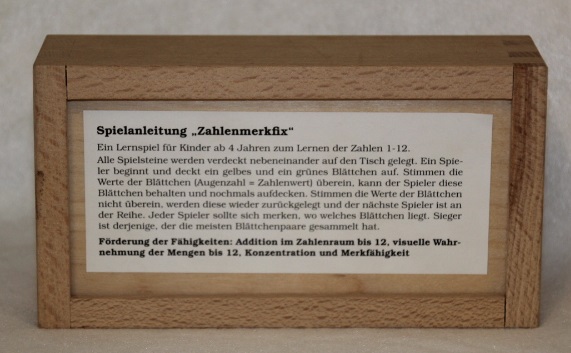 Spielanleitung „Zahlenmerkfix“
Ein Lernspiel für Kinder ab 4 Jahren zum Lernen der Zahlen 1-12.
Alle Spielsteine werden verdeckt nebeneinander auf den Tisch gelegt. Ein Spie-
ler beginnt und deckt ein gelbes und ein grünes Blättchen auf. Stimmen die
Werte der Blättchen (Augenzahl = Zahlenwert) überein, kann der Spieler diese
Blättchen behalten und nochmals aufdecken. Stimmen die Werte der Blättchen
nicht überein, werden diese wieder zurückgelegt und der nächste Spieler ist an
der Reihe. Jeder Spieler sollte sich merken, wo welches Blättchen liegt. Sieger
ist derjenige, der die meisten Blättchenpaare gesammelt hat.
Förderung der Fähigkeiten: Addition im Zahlenraum bis 12, visuelle Wahr-
nehmung der Mengen bis 12, Konzentration und Merkfähigkeit